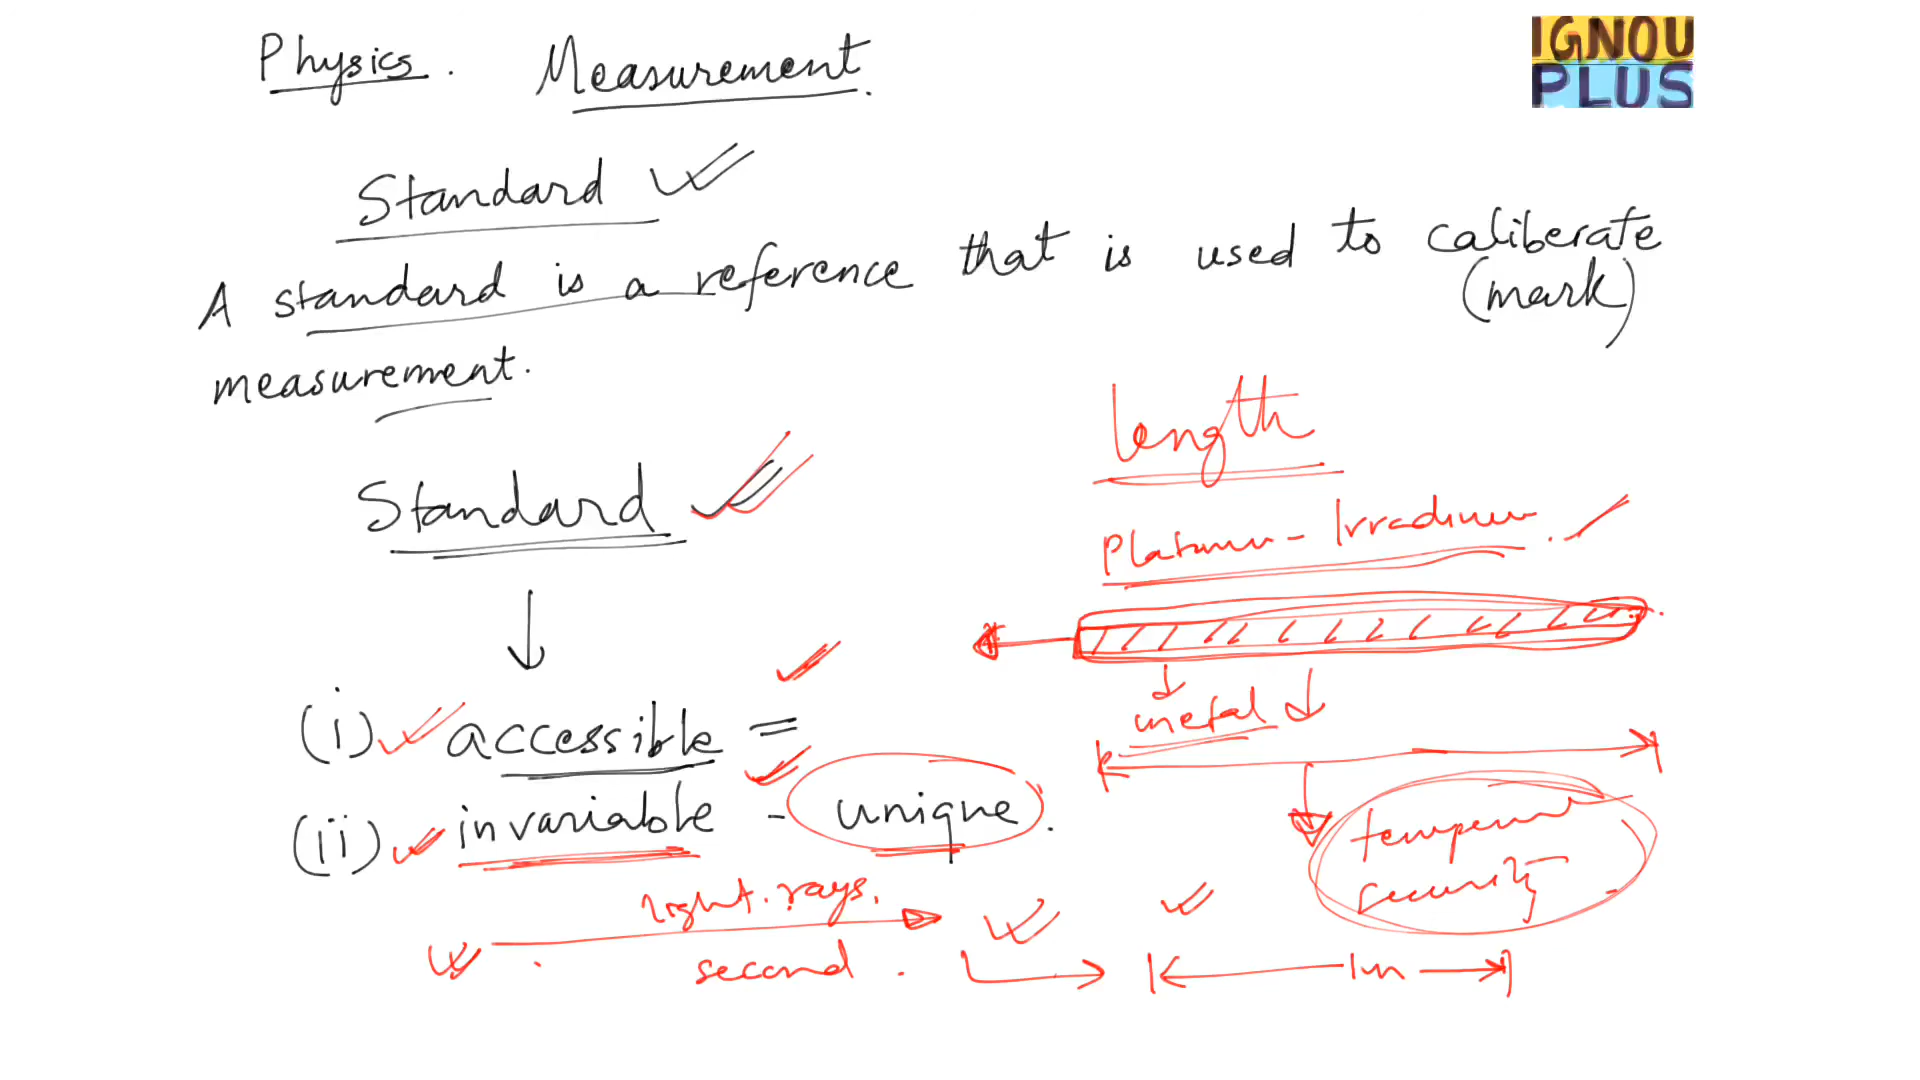 Physics. Measurement.
IGNOU
PLUS
Standard
A standard is a reference that is used to caliberate
(mark)
measurement.
length
Standard
Platinum - Irradium
metal
(i) accessible =
(ii) invariable - unique.
security
light rays.
second.
1m